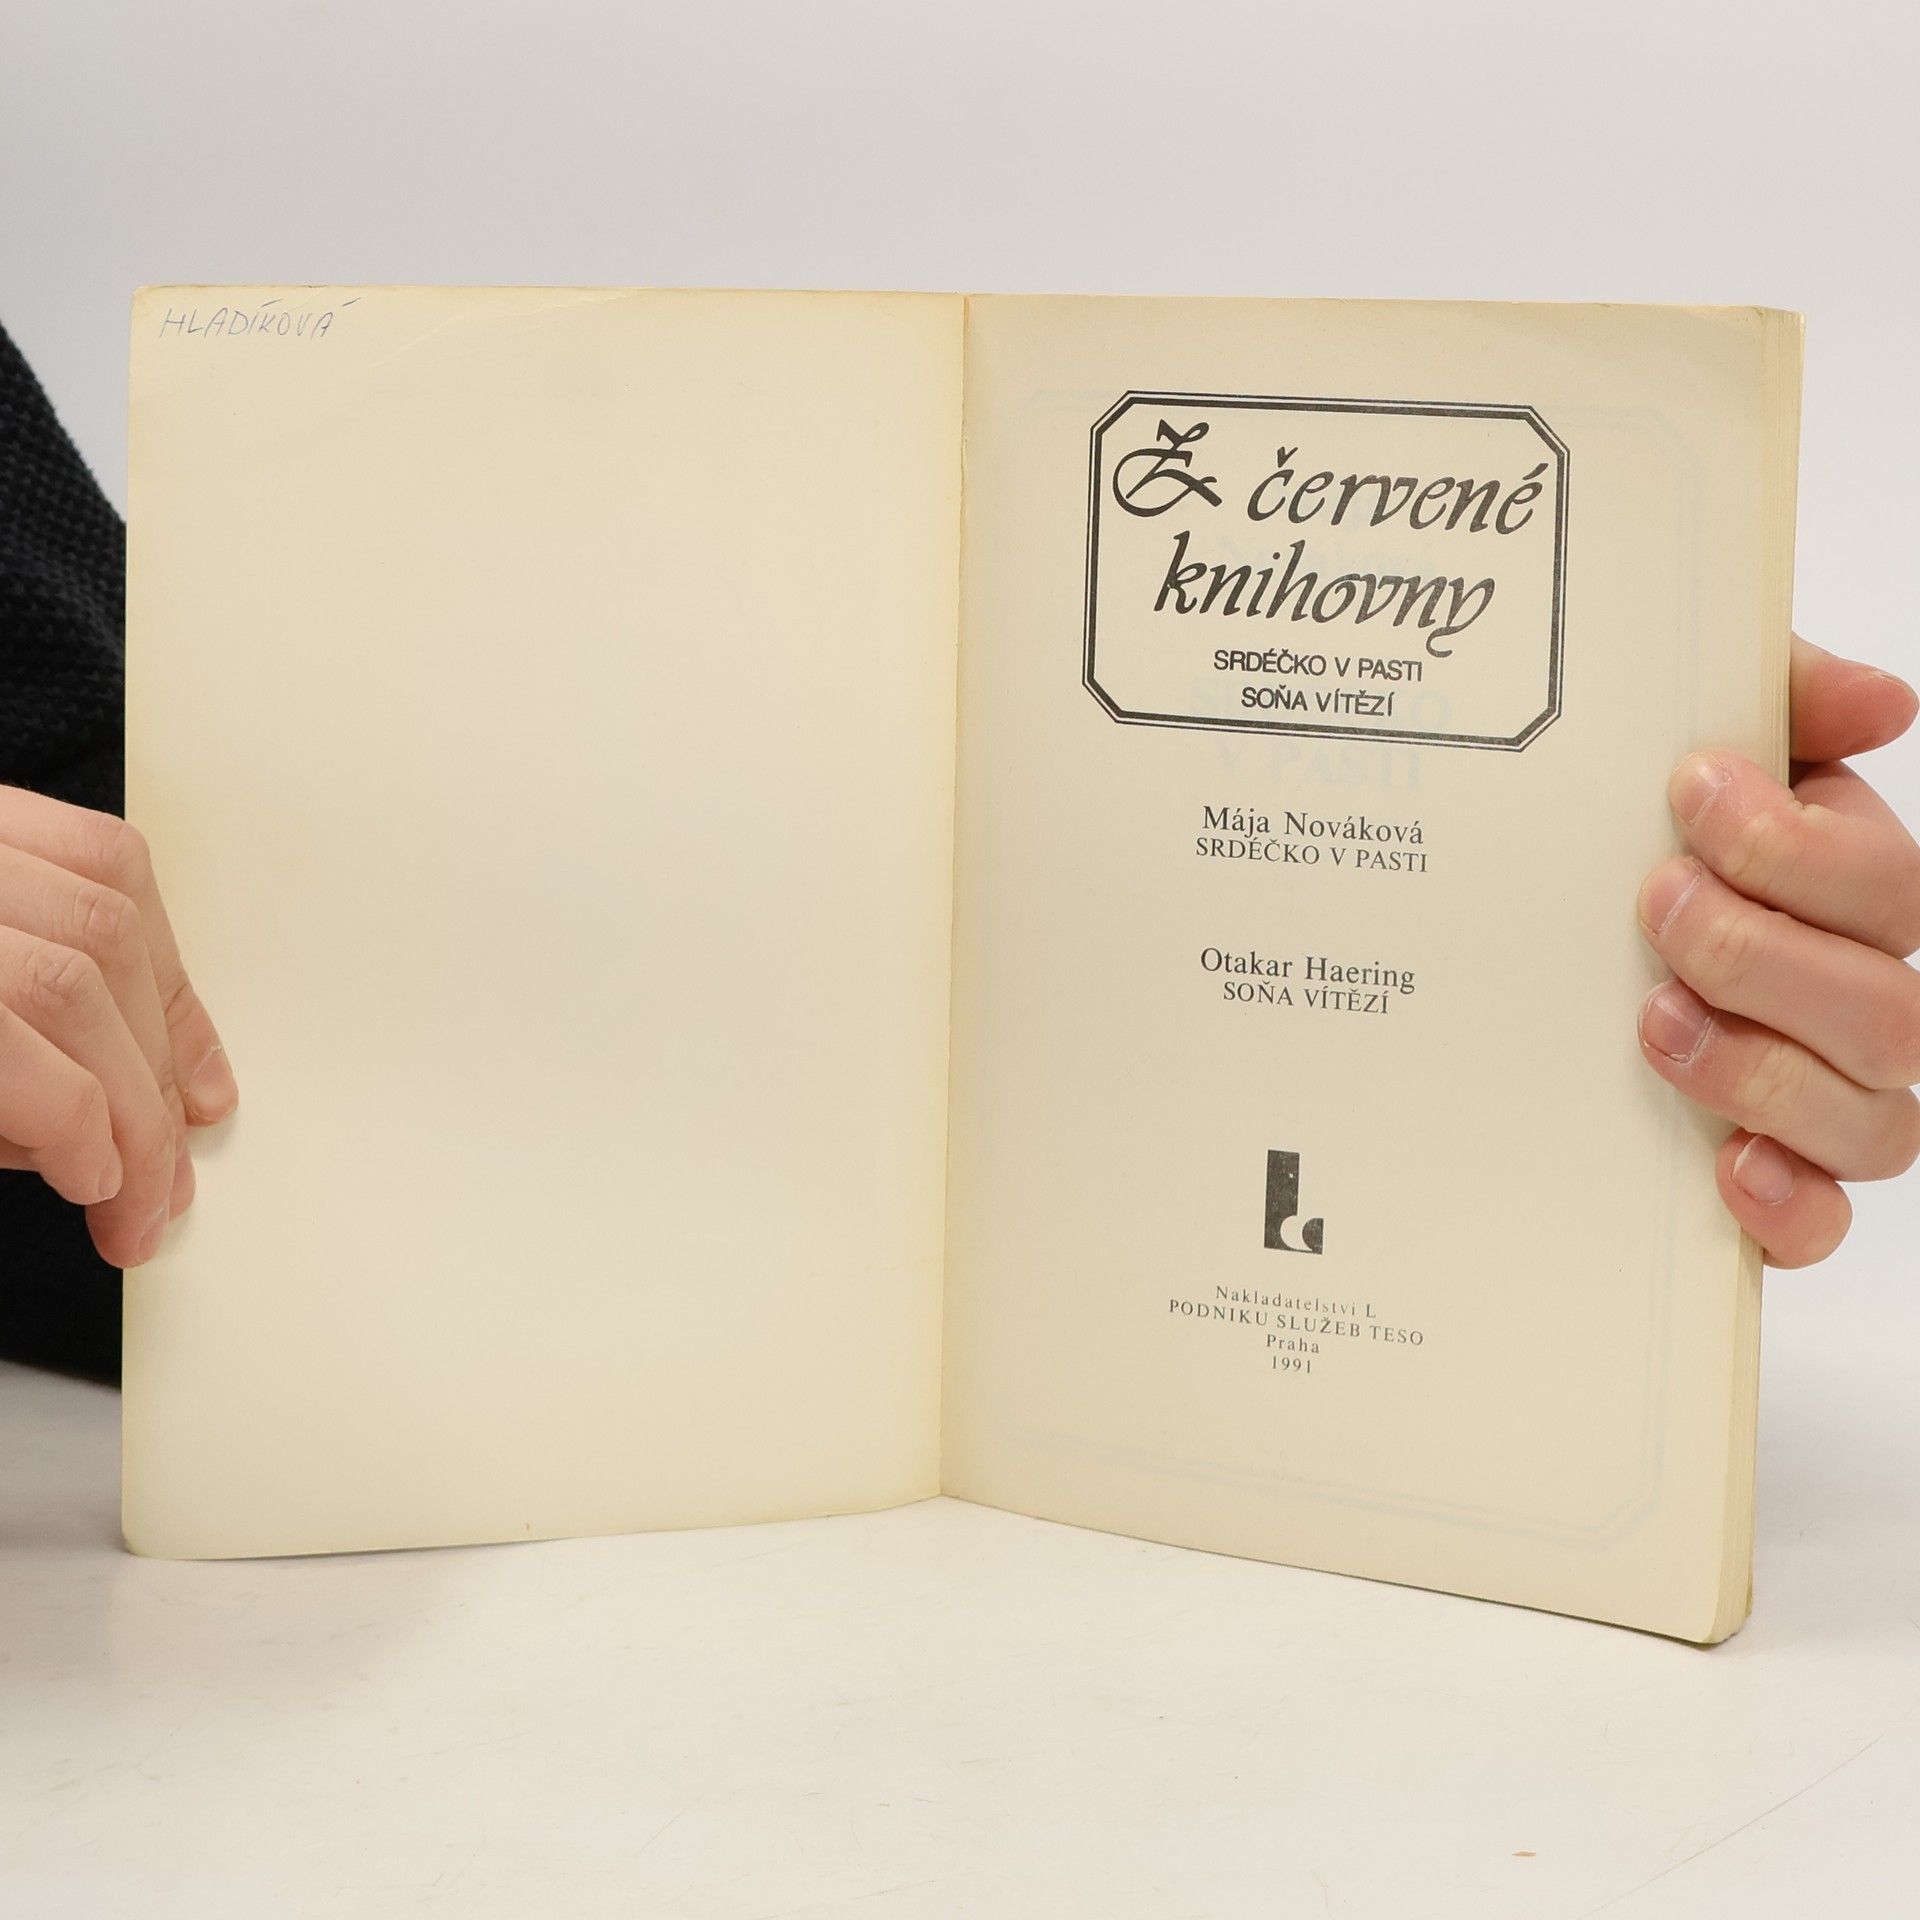 HLADÍKOVÁ
Z červené
knihovny
SRDÉČKO V PASTI
SOŇA VÍTĚZÍ
Mája Nováková
SRDÉČKO V PASTI
Otakar Haering
SOŇA VÍTĚZÍ
Nakladatelství L
PODNIKU SLUŽEB TESO
Praha
1991